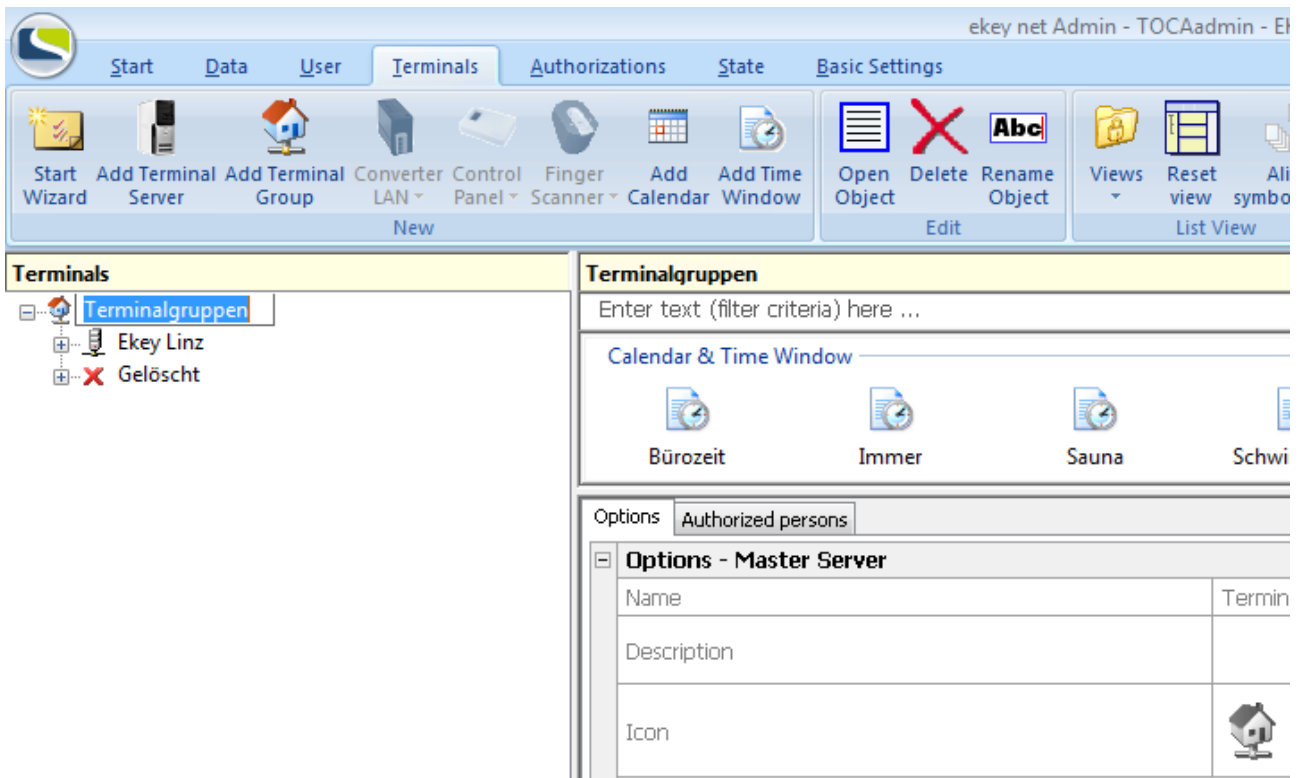 ekey net Admin - TOCAadmin -
Start Data User Terminals Authorizations State Basic Settings
Start Wizard
Add Terminal Server
Add Terminal Group
Converter LAN
Control Panel
Finger Scanner
Add Calendar
Add Time Window
Open Object
Delete
Rename Object
Views
Reset view
New
Edit
List View
Abc
Terminals
Terminalgruppen
Ekey Linz
Gelöscht
Terminalgruppen
Enter text (filter criteria) here ...
Calendar & Time Window
Bürozeit Immer Sauna
Options Authorized persons
Options - Master Server
Name
Description
Icon